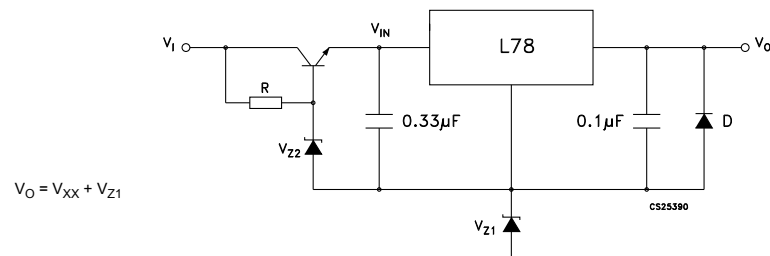 V_I
V_IN
L78
V_O
R
0.33μF
0.1μF
D
V_Z2
V_O = V_XX + V_Z1
CS25390
V_Z1